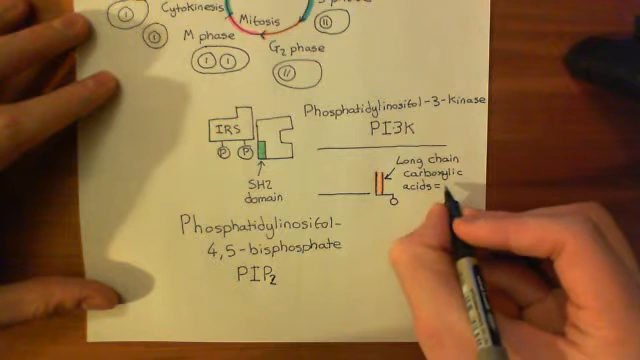 S phase
Cytokinesis
Mitosis
M phase
G2 phase
Phosphatidylinositol-3-kinase
PI3K
IRS
P P
SH2
domain
Long chain
carboxylic
acids=
Phosphatidylinositol-
4,5-bisphosphate
PIP2